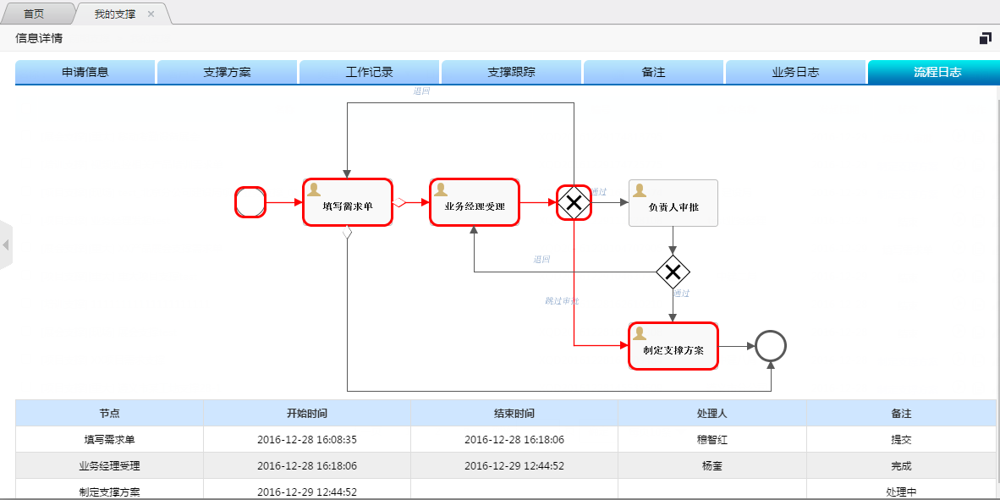 首页 我的支撑 ×
信息详情
申请信息 支撑方案 工作记录 支撑跟踪 备注 业务日志 流程日志
退回
通过
填写需求单 业务经理受理 负责人审批
退回
通过
跳过审批
制定支撑方案
节点 开始时间 结束时间 处理人 备注
填写需求单 2016-12-28 16:08:35 2016-12-28 16:18:06 穆智红 提交
业务经理受理 2016-12-28 16:18:06 2016-12-29 12:44:52 杨奎 完成
制定支撑方案 2016-12-29 12:44:52 处理中